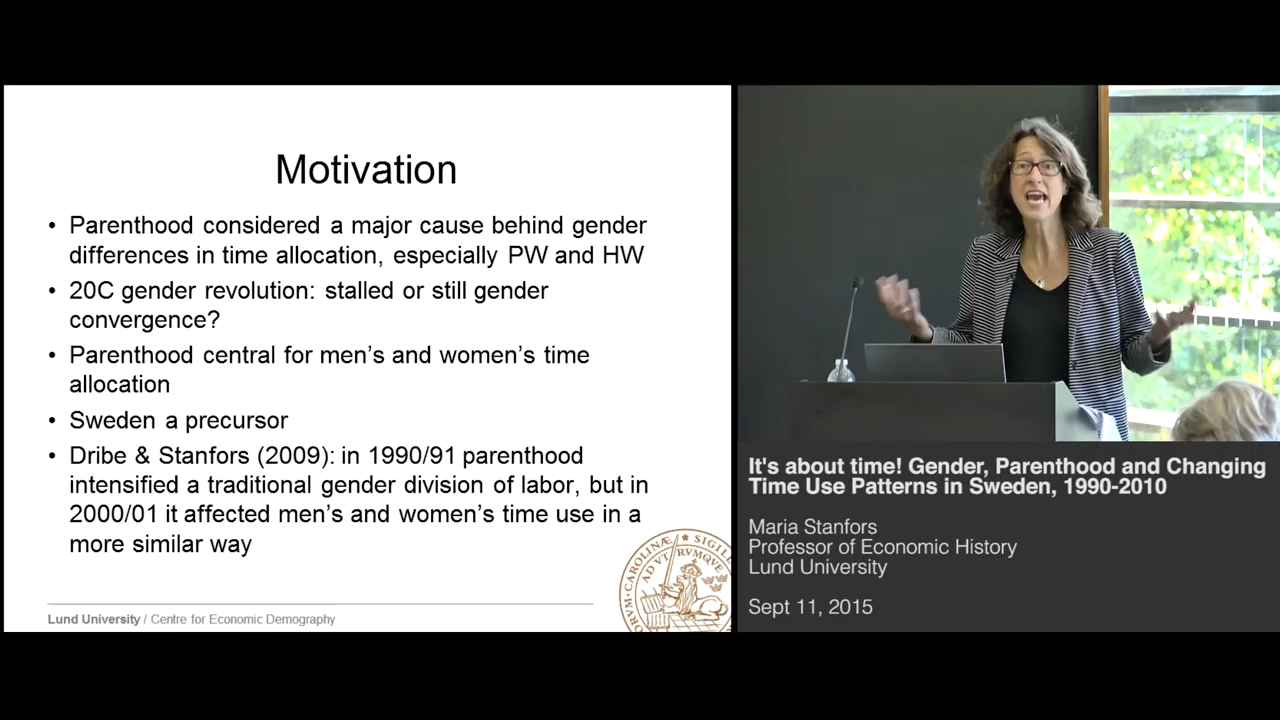 Motivation
• Parenthood considered a major cause behind gender
differences in time allocation, especially PW and HW
• 20C gender revolution: stalled or still gender
convergence?
• Parenthood central for men's and women's time
allocation
• Sweden a precursor
• Dribe & Stanfors (2009): in 1990/91 parenthood
intensified a traditional gender division of labor, but in
2000/01 it affected men's and women's time use in a
more similar way
Lund University / Centre for Economic Demography
CAROLINÆ SIGILL
AD VTRVMQVE
It's about time! Gender, Parenthood and Changing
Time Use Patterns in Sweden, 1990-2010
Maria Stanfors
Professor of Economic History
Lund University
Sept 11, 2015